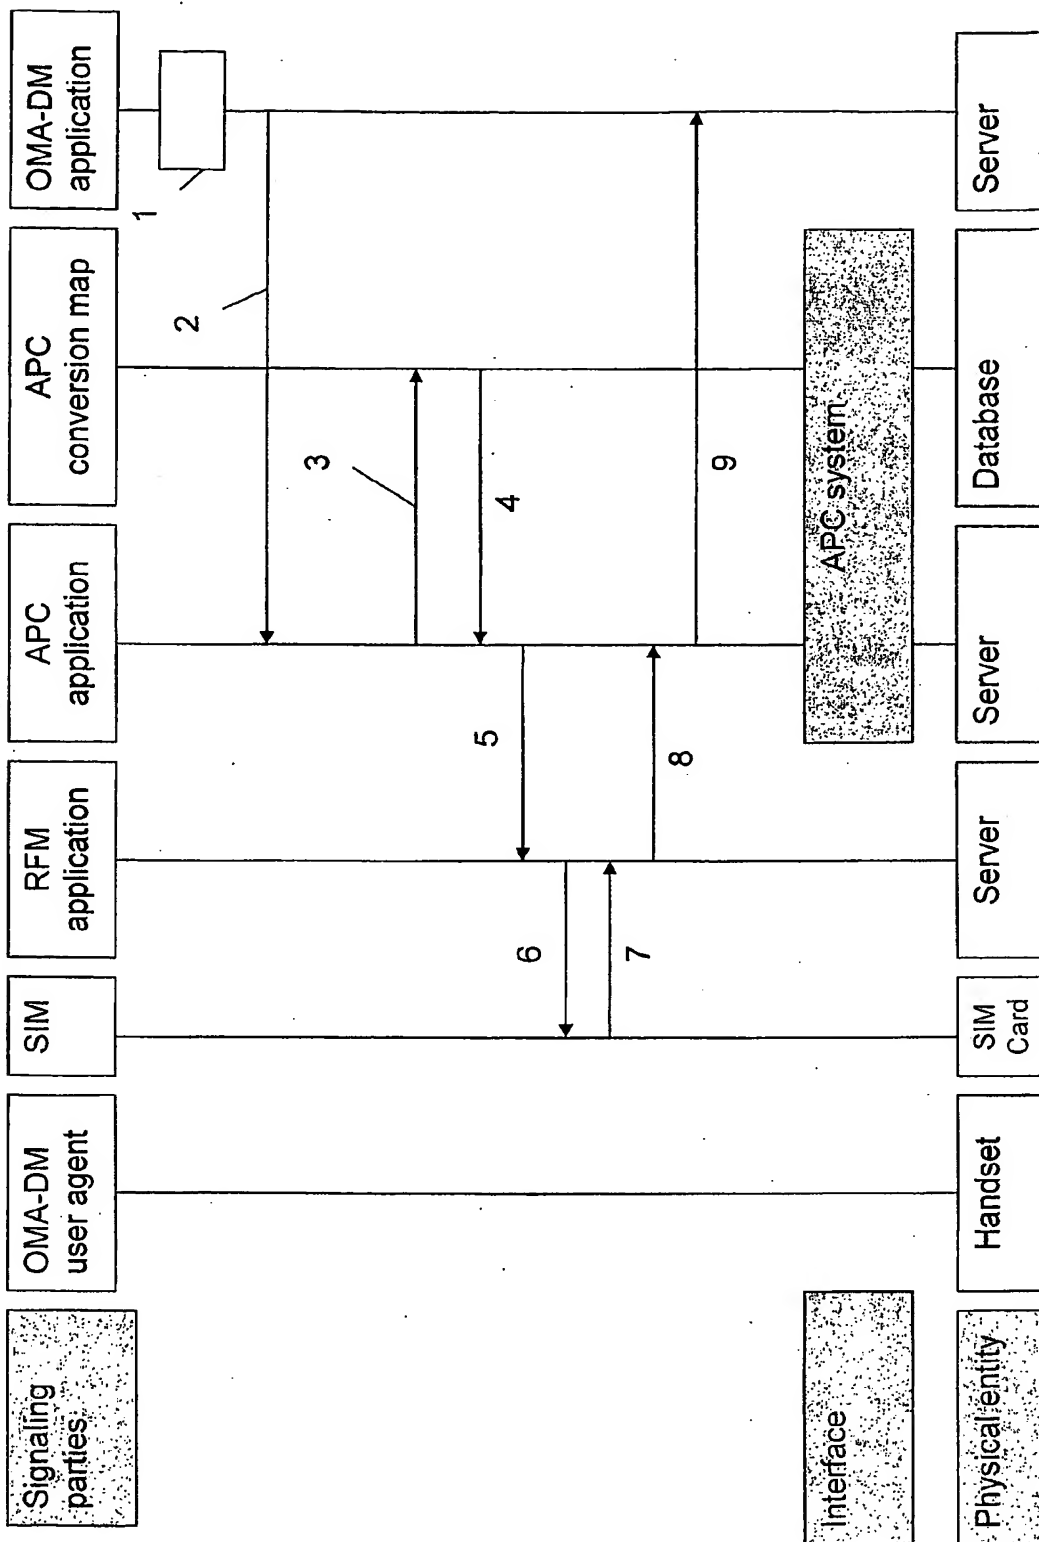 Signaling
parties:
OMA-DM
user agent
SIM
RFM
application
APC
application
APC
conversion map
OMA-DM
application
1
2
3
4
5
6
7
8
9
Interface
APC system
Physical entity
Handset
SIM
Card
Server
Server
Database
Server